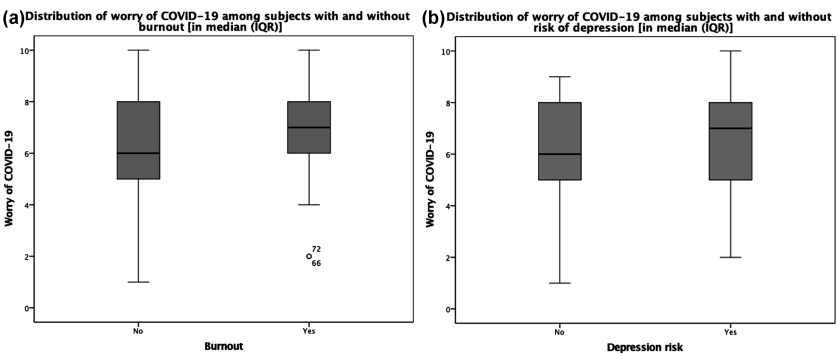 (a) Distribution of worry of COVID-19 among subjects with and without
burnout [in median (IQR)]
Worry of COVID-19
10
8
6
4
2
0
72
66
No
Yes
Burnout
(b) Distribution of worry of COVID-19 among subjects with and without
risk of depression [in median (IQR)]
Worry of COVID-19
10
8
6
4
2
0
No
Yes
Depression risk